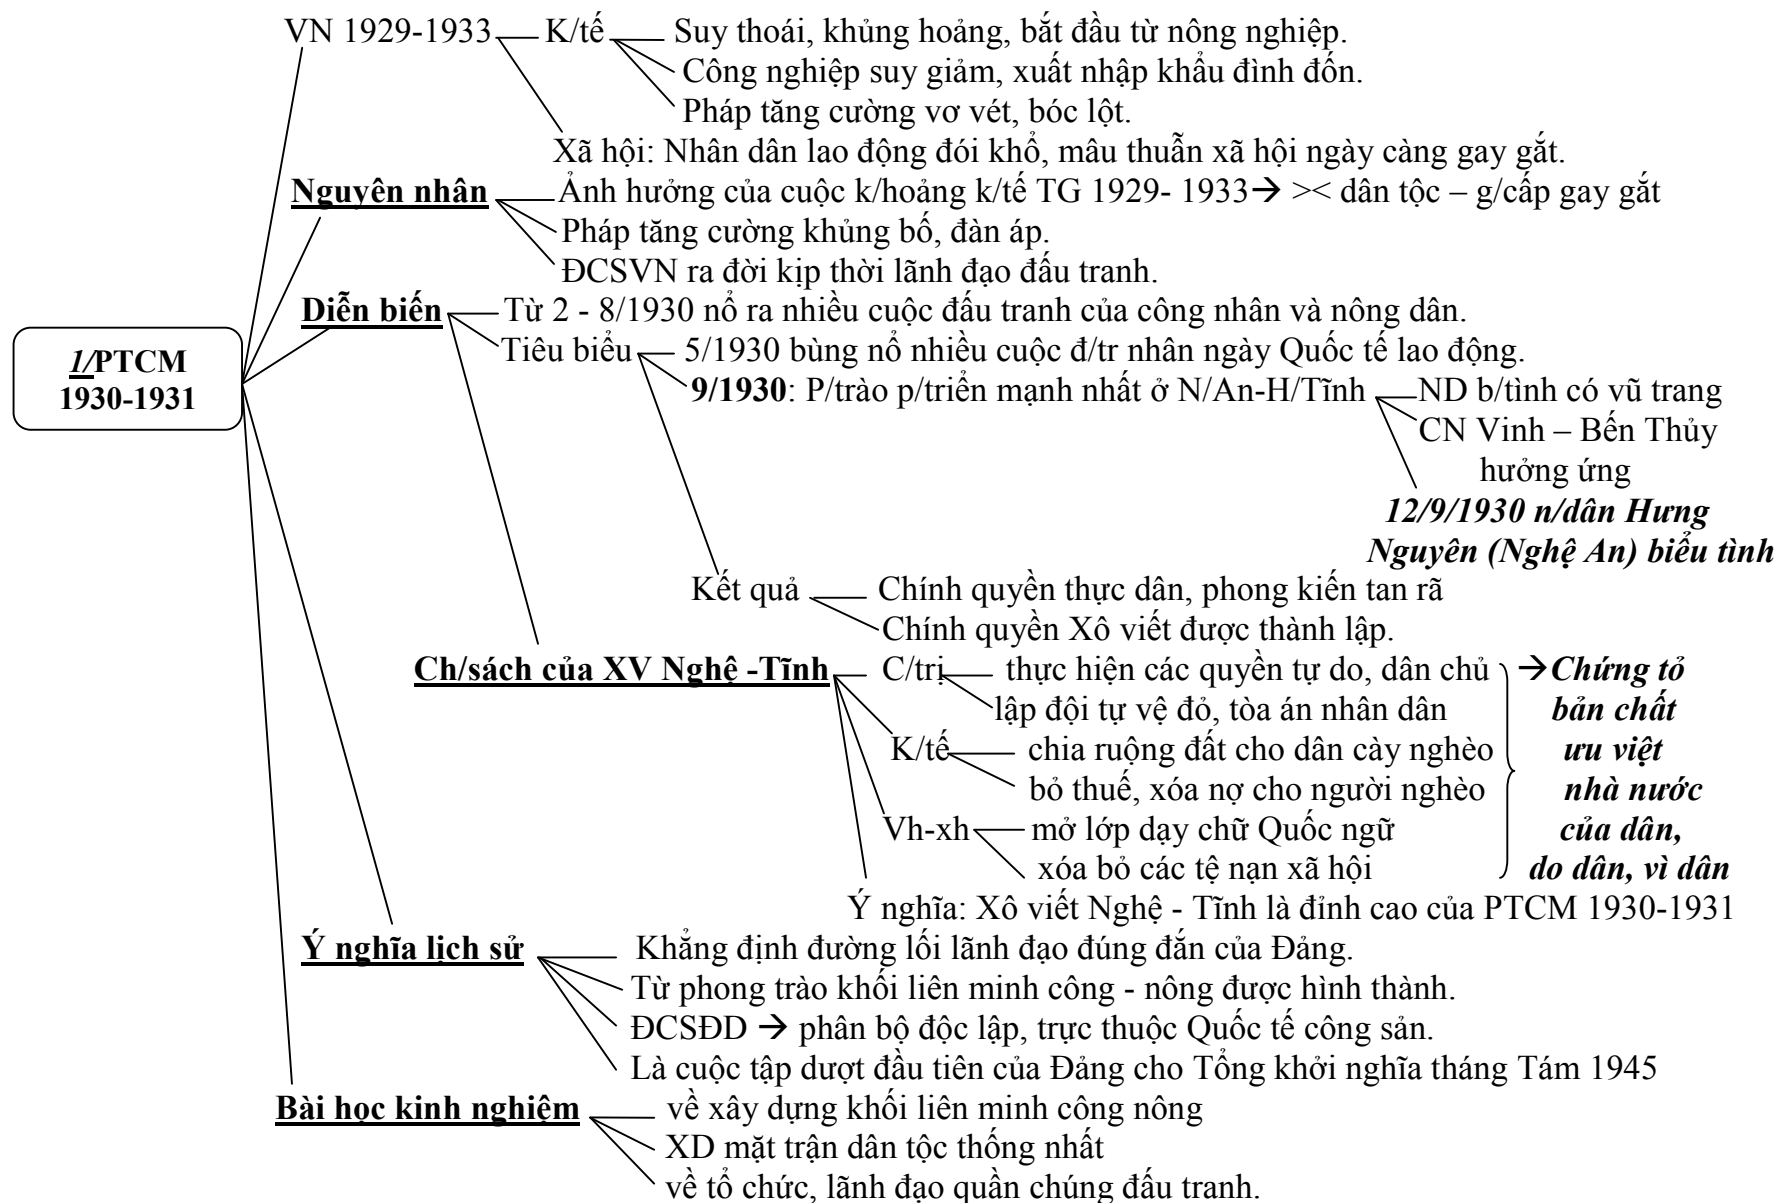 VN 1929-1933 K/tế Suy thoái, khủng hoảng, bắt đầu từ nông nghiệp.
Công nghiệp suy giảm, xuất nhập khẩu đình đốn.
Pháp tăng cường vơ vét, bóc lột.
Xã hội: Nhân dân lao động đói khổ, mâu thuẫn xã hội ngày càng gay gắt.
Nguyên nhân Ảnh hưởng của cuộc k/hoảng k/tế TG 1929- 1933→ >< dân tộc – g/cấp gay gắt
Pháp tăng cường khủng bố, đàn áp.
ĐCSVN ra đời kịp thời lãnh đạo đấu tranh.
Diễn biến Từ 2 - 8/1930 nổ ra nhiều cuộc đấu tranh của công nhân và nông dân.
Tiêu biểu 5/1930 bùng nổ nhiều cuộc đ/tr nhân ngày Quốc tế lao động.
1/PTCM
1930-1931
9/1930: P/trào p/triển mạnh nhất ở N/An-H/Tĩnh ND b/tình có vũ trang
CN Vinh – Bến Thủy
hưởng ứng
12/9/1930 n/dân Hưng
Nguyên (Nghệ An) biểu tình
Kết quả Chính quyền thực dân, phong kiến tan rã
Chính quyền Xô viết được thành lập.
Ch/sách của XV Nghệ -Tĩnh C/trị thực hiện các quyền tự do, dân chủ →Chứng tỏ
lập đội tự vệ đỏ, tòa án nhân dân bản chất
K/tế chia ruộng đất cho dân cày nghèo ưu việt
bỏ thuế, xóa nợ cho người nghèo nhà nước
Vh-xh mở lớp dạy chữ Quốc ngữ của dân,
xóa bỏ các tệ nạn xã hội do dân, vì dân
Ý nghĩa: Xô viết Nghệ - Tĩnh là đỉnh cao của PTCM 1930-1931
Ý nghĩa lịch sử Khẳng định đường lối lãnh đạo đúng đắn của Đảng.
Từ phong trào khối liên minh công - nông được hình thành.
ĐCSĐD → phân bộ độc lập, trực thuộc Quốc tế công sản.
Là cuộc tập dượt đầu tiên của Đảng cho Tổng khởi nghĩa tháng Tám 1945
Bài học kinh nghiệm về xây dựng khối liên minh công nông
XD mặt trận dân tộc thống nhất
về tổ chức, lãnh đạo quần chúng đấu tranh.